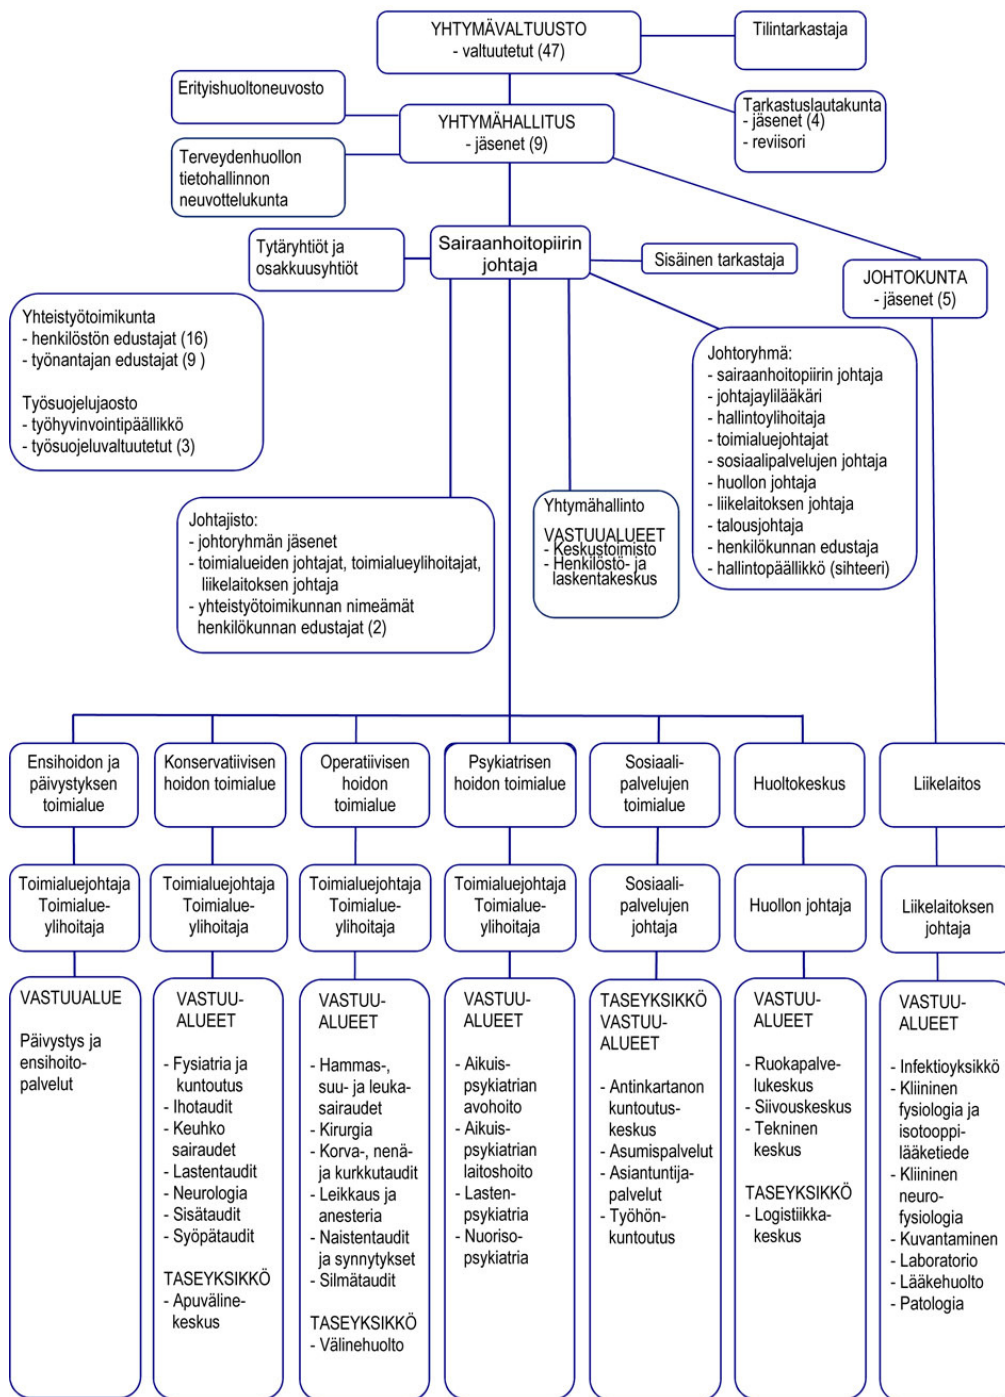 YHTYMÄVALTUUSTO
- valtuutetut (47)
Tilintarkastaja
Erityishuoltoneuvosto
Tarkastuslautakunta
- jäsenet (4)
- reviisori
YHTYMÄHALLITUS
- jäsenet (9)
Terveydenhuollon
tietohallinnon
neuvottelukunta
Tytäryhtiöt ja
osakkuusyhtiöt
Sairaanhoitopiirin
johtaja
Sisäinen tarkastaja
JOHTOKUNTA
- jäsenet (5)
Yhteistyötoimikunta
- henkilöstön edustajat (16)
- työnantajan edustajat (9 )
Työsuojelujaosto
- työhyvinvointipäällikkö
- työsuojeluvaltuutetut (3)
Johtoryhmä:
- sairaanhoitopiirin johtaja
- johtajaylilääkäri
- hallintoylihoitaja
- toimialuejohtajat
- sosiaalipalvelujen johtaja
- huollon johtaja
- liikelaitoksen johtaja
- talousjohtaja
- henkilökunnan edustaja
- hallintopäällikkö (sihteeri)
Johtajisto:
- johtoryhmän jäsenet
- toimialueiden johtajat, toimialueylihoitajat,
liikelaitoksen johtaja
- yhteistyötoimikunnan nimeämät
henkilökunnan edustajat (2)
Yhtymähallinto
VASTUUALUEET
- Keskustoimisto
- Henkilöstö- ja
laskentakeskus
Ensihoidon ja
päivystyksen
toimialue
Konservatiivisen
hoidon toimialue
Operatiivisen
hoidon
toimialue
Psykiatrisen
hoidon toimialue
Sosiaali-
palvelujen
toimialue
Huoltokeskus
Liikelaitos
Toimialuejohtaja
Toimialue-
ylihoitaja
Toimialuejohtaja
Toimialue-
ylihoitaja
Toimialuejohtaja
Toimialue-
ylihoitaja
Toimialuejohtaja
Toimialue-
ylihoitaja
Sosiaali-
palvelujen
johtaja
Huollon johtaja
Liikelaitoksen
johtaja
VASTUUALUE
Päivystys ja
ensihoito-
palvelut
VASTUU-
ALUEET
- Fysiatria ja
kuntoutus
- Ihotaudit
- Keuhko
sairaudet
- Lastentaudit
- Neurologia
- Sisätaudit
- Syöpätaudit
TASEYKSIKKÖ
- Apuväline-
keskus
VASTUU-
ALUEET
- Hammas-,
suu- ja leuka-
sairaudet
- Kirurgia
- Korva-, nenä-
ja kurkkutaudit
- Leikkaus ja
anesteria
- Naistentaudit
ja synnytykset
- Silmätaudit
TASEYKSIKKÖ
- Välinehuolto
VASTUU-
ALUEET
- Aikuis-
psykiatrian
avohoito
- Aikuis-
psykiatrian
laitoshoito
- Lasten-
psykiatria
- Nuoriso-
psykiatria
TASEYKSIKKÖ
VASTUU-
ALUEET
- Antinkartanon
kuntoutus-
keskus
- Asumispalvelut
- Asiantuntija-
palvelut
- Työhön-
kuntoutus
VASTUU-
ALUEET
- Ruokapalve-
lukeskus
- Siivouskeskus
- Tekninen
keskus
TASEYKSIKKÖ
- Logistiikka-
keskus
VASTUU-
ALUEET
- Infektioyksikkö
- Kliininen
fysiologia ja
isotooppi-
lääketiede
- Kliininen
neuro-
fysiologia
- Kuvantaminen
- Laboratorio
- Lääkehuolto
- Patologia